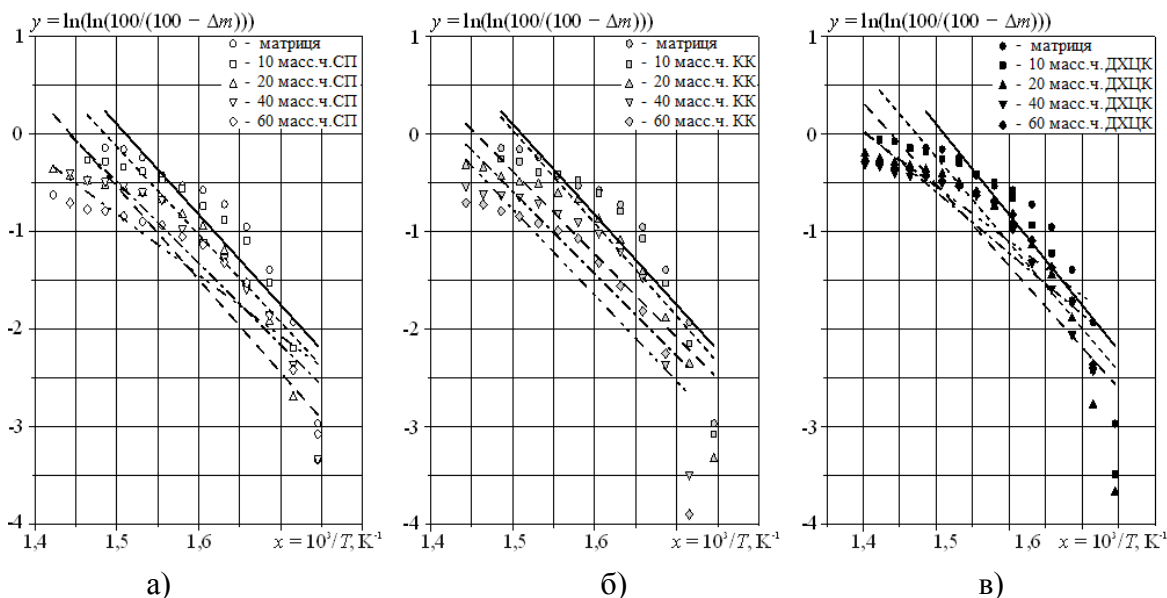 y = ln(ln(100/(100 − Δm)))
1
○ - матриця
□ - 10 масс.ч.СП
△ - 20 масс.ч.СП
▽ - 40 масс.ч.СП
◇ - 60 масс.ч.СП
0
-1
-2
-3
-4
1,4 1,5 1,6 x = 10³/T, K⁻¹
а)
y = ln(ln(100/(100 − Δm)))
1
- матриця
- 10 масс.ч. КК
- 20 масс.ч. КК
- 40 масс.ч. КК
- 60 масс.ч. КК
0
-1
-2
-3
-4
1,4 1,5 1,6 x = 10³/T, K⁻¹
б)
y = ln(ln(100/(100 − Δm)))
1
● - матриця
■ - 10 масс.ч. ДХЦК
▲ - 20 масс.ч. ДХЦК
▼ - 40 масс.ч. ДХЦК
◆ - 60 масс.ч. ДХЦК
0
-1
-2
-3
-4
1,4 1,5 1,6 x = 10³/T, K⁻¹
в)